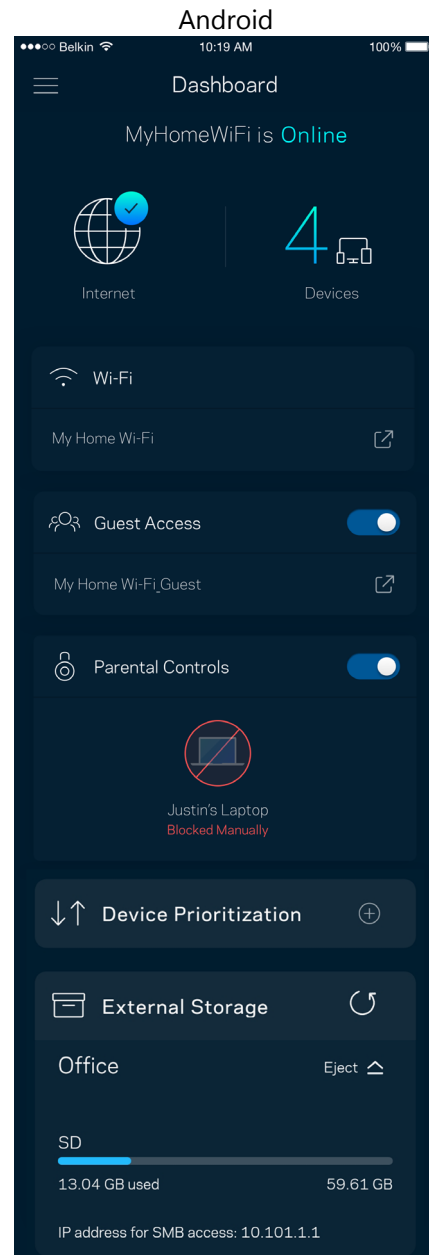 Android
Belkin 10:19 AM 100%
Dashboard
MyHomeWiFi is Online
4
Internet Devices
Wi-Fi
My Home Wi-Fi
Guest Access
My Home Wi-Fi_Guest
Parental Controls
Justin's Laptop
Blocked Manually
Device Prioritization
External Storage
Office Eject
SD
13.04 GB used 59.61 GB
IP address for SMB access: 10.101.1.1